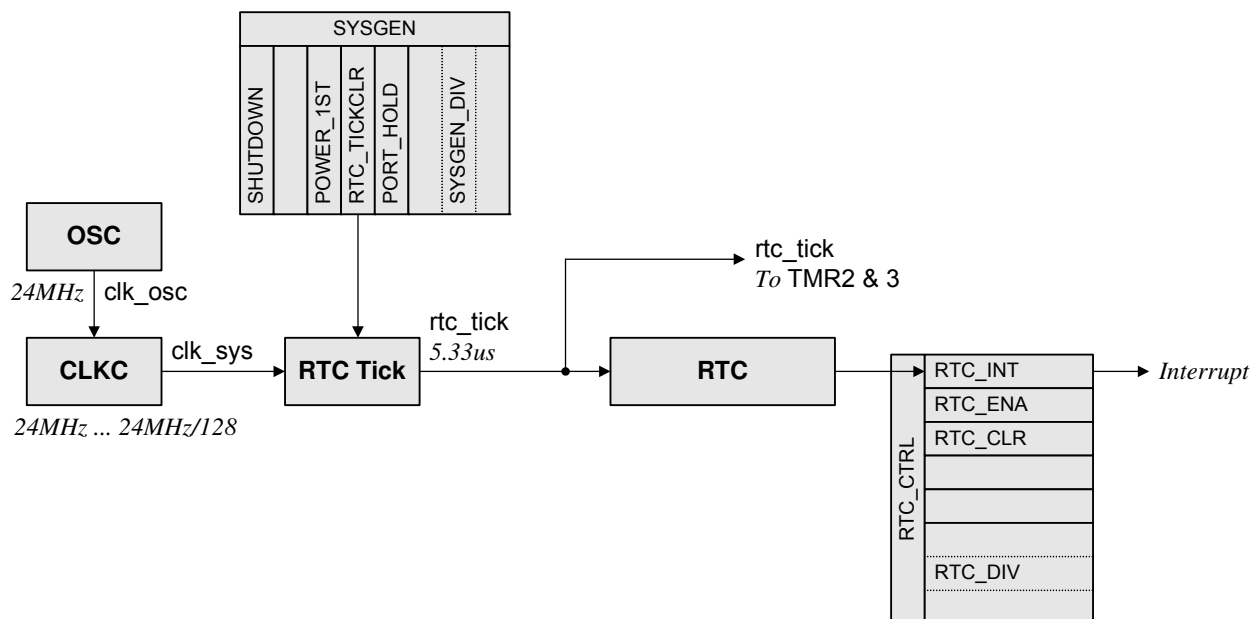 SYSGEN
SHUTDOWN
POWER_1ST
RTC_TICKCLR
PORT_HOLD
SYSGEN_DIV
OSC
24MHz clk_osc
CLKC
24MHz ... 24MHz/128
clk_sys
RTC Tick
rtc_tick
5.33us
rtc_tick
To TMR2 & 3
RTC
RTC_CTRL
RTC_INT
RTC_ENA
RTC_CLR
RTC_DIV
Interrupt